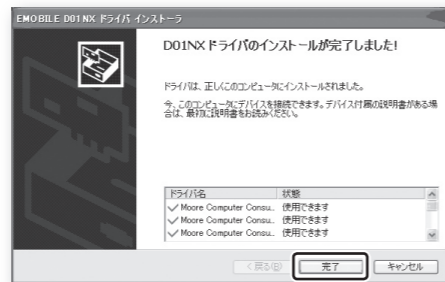 EMOBILE D01NX ドライバ インストーラ
D01NXドライバのインストールが完了しました!
ドライバは、正しくこのコンピュータにインストールされました。
今、このコンピュータにデバイスを接続できます。デバイス付属の説明書がある場
合は、最初に説明書をお読みください。
ドライバ名 状態
Moore Computer Consu... 使用できます
Moore Computer Consu... 使用できます
Moore Computer Consu... 使用できます
< 戻る(B) 完了 キャンセル